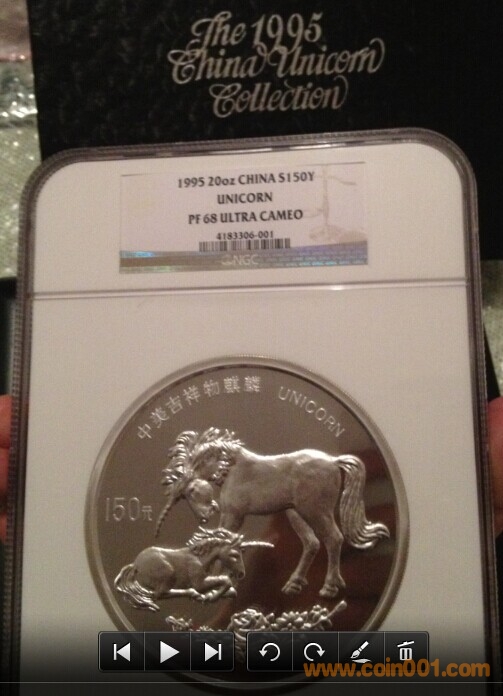 The 1995
China Unicorn
Collection
1995 20oz CHINA S150Y
UNICORN
PF 68 ULTRA CAMEO
4183306-001
NGC
中美吉祥物麒麟 UNICORN
150元
www.coin001.com